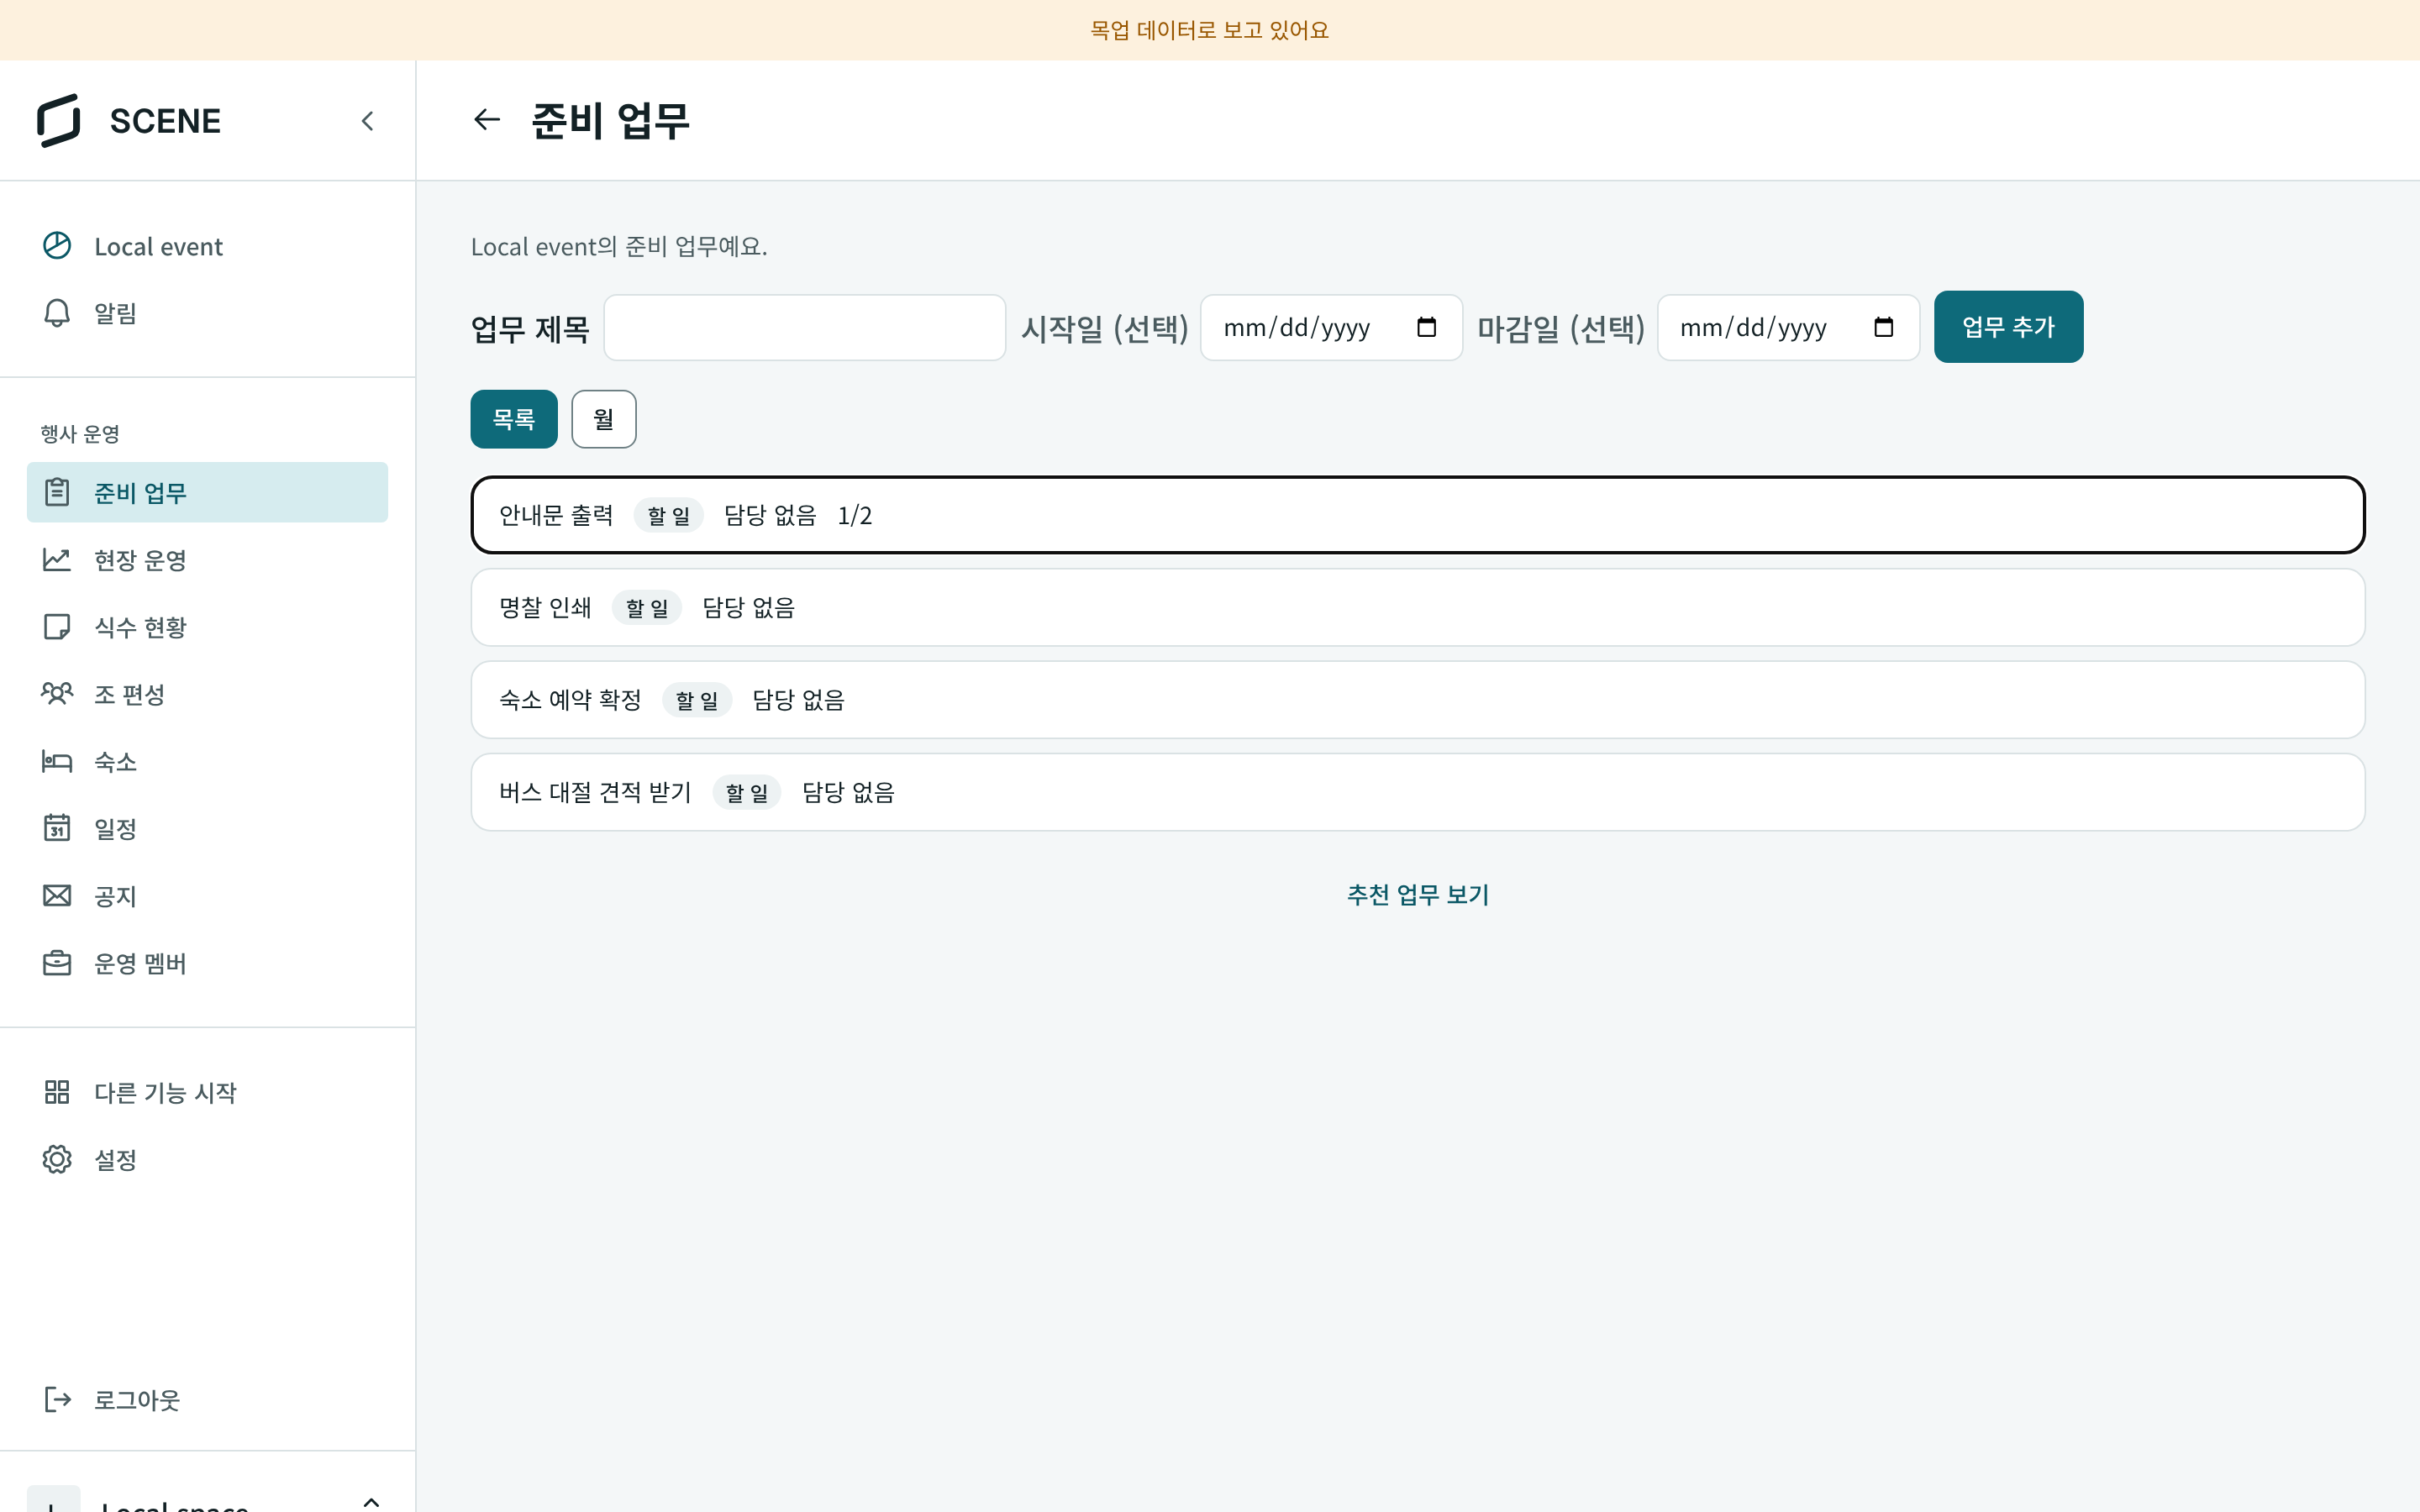 목업 데이터로 보고 있어요
SCENE
준비 업무
Local event
알림
행사 운영
준비 업무
현장 운영
식수 현황
조 편성
숙소
31
일정
공지
운영 멤버
다른 기능 시작
설정
로그아웃
L Local space
Local event의 준비 업무예요.
업무 제목 시작일 (선택) mm/dd/yyyy 마감일 (선택) mm/dd/yyyy 업무 추가
목록 월
안내문 출력 할 일 담당 없음 1/2
명찰 인쇄 할 일 담당 없음
숙소 예약 확정 할 일 담당 없음
버스 대절 견적 받기 할 일 담당 없음
추천 업무 보기